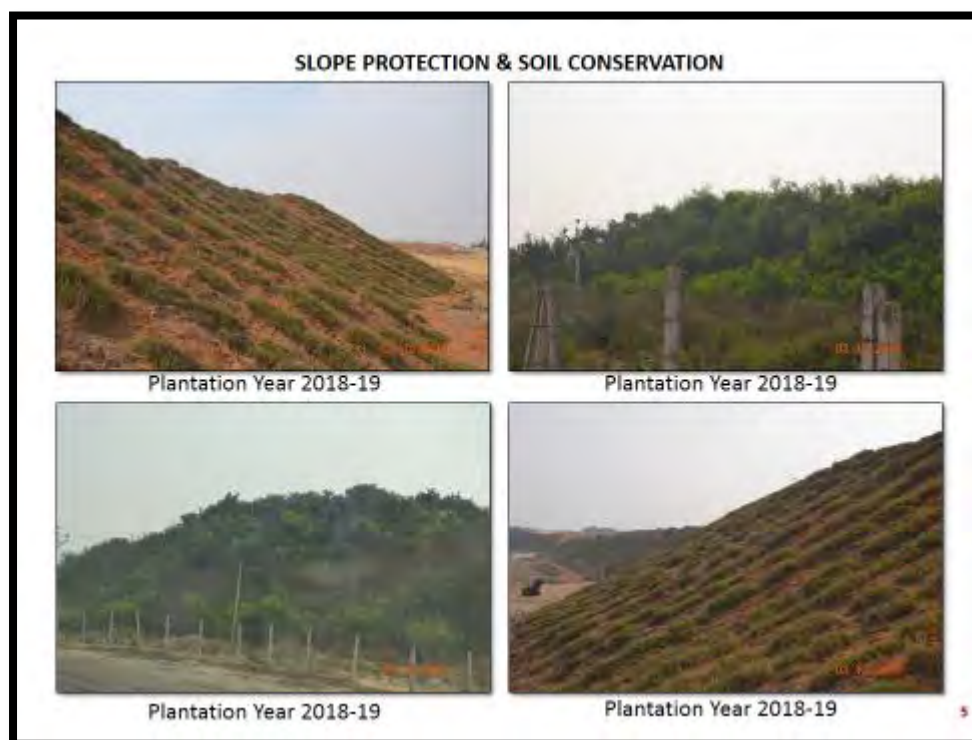 SLOPE PROTECTION & SOIL CONSERVATION
Plantation Year 2018-19
Plantation Year 2018-19
Plantation Year 2018-19
Plantation Year 2018-19
5